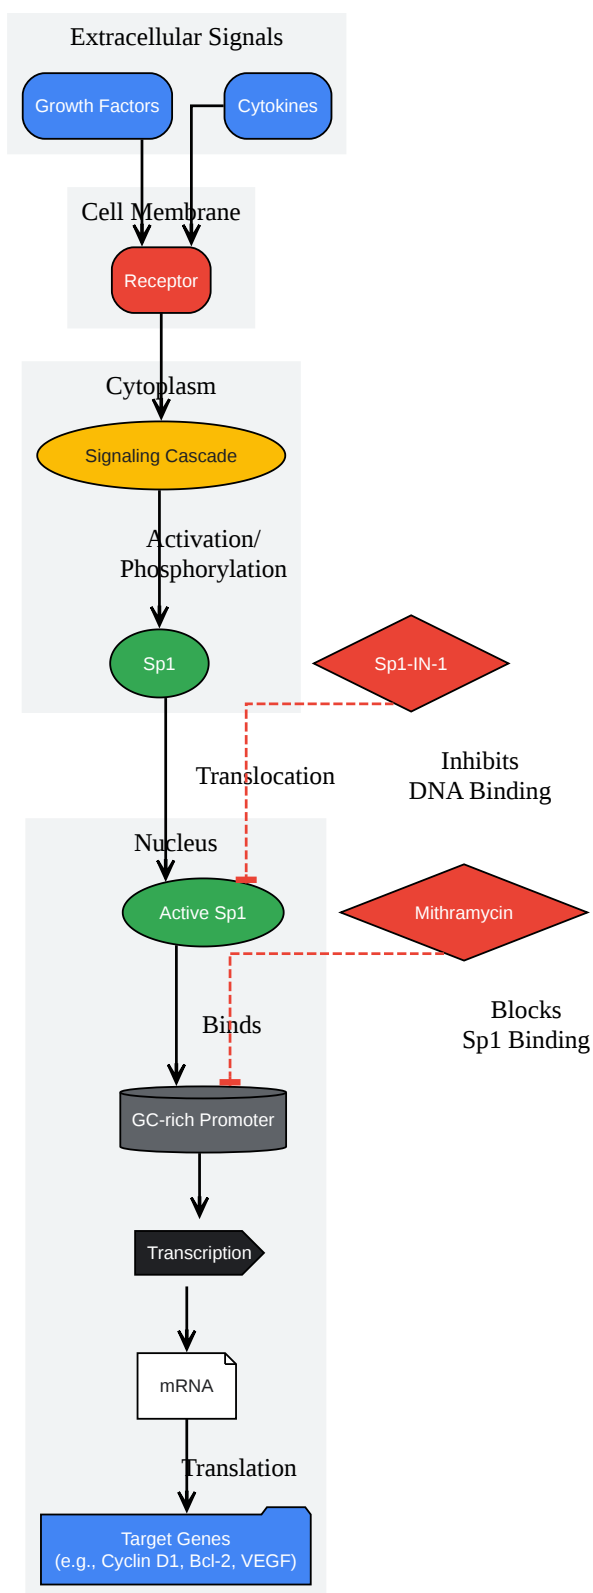 Extracellular Signals
Growth Factors
Cytokines
Cell Membrane
Receptor
Cytoplasm
Signaling Cascade
Activation/
Phosphorylation
Sp1
Sp1-IN-1
Translocation
Inhibits
DNA Binding
Nucleus
Active Sp1
Mithramycin
Binds
Blocks
Sp1 Binding
GC-rich Promoter
Transcription
mRNA
Translation
Target Genes
(e.g., Cyclin D1, Bcl-2, VEGF)